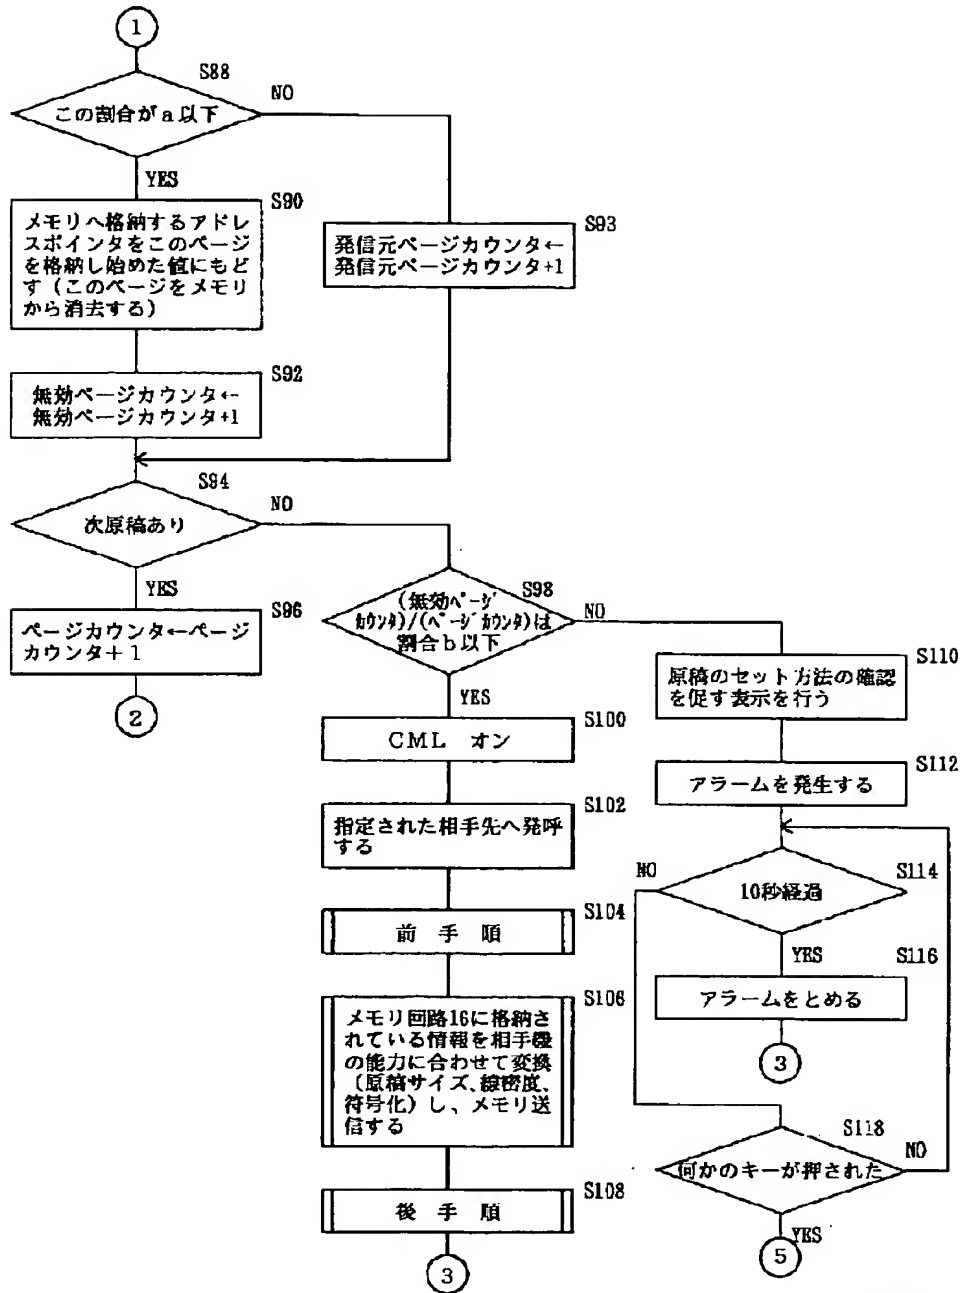 1
S88
NO
この割合がa以下
YES
S90
メモリへ格納するアドレ
スポインタをこのページ
を格納し始めた値にもど
す(このページをメモリ
から消去する)
S93
発信元ページカウンタ←
発信元ページカウンタ+1
S92
無効ページカウンタ←
無効ページカウンタ+1
S94
NO
次原稿あり
YES
S96
ページカウンタ←ページ
カウンタ+1
2
S98
(無効ページ
カウンタ)/(ページカウンタ)は
割合b以下
NO
YES
S100
CML オン
S102
指定された相手先へ発呼
する
S104
前 手 順
S106
メモリ回路16に格納され
ている情報を相手機
の能力に合わせて変換
(原稿サイズ、線密度、
符号化)し、メモリ送
信する
S108
後 手 順
3
S110
原稿のセット方法の確認
を促す表示を行う
S112
アラームを発生する
NO
S114
10秒経過
YES
S116
アラームをとめる
3
S118
NO
何かのキーが押された
YES
5